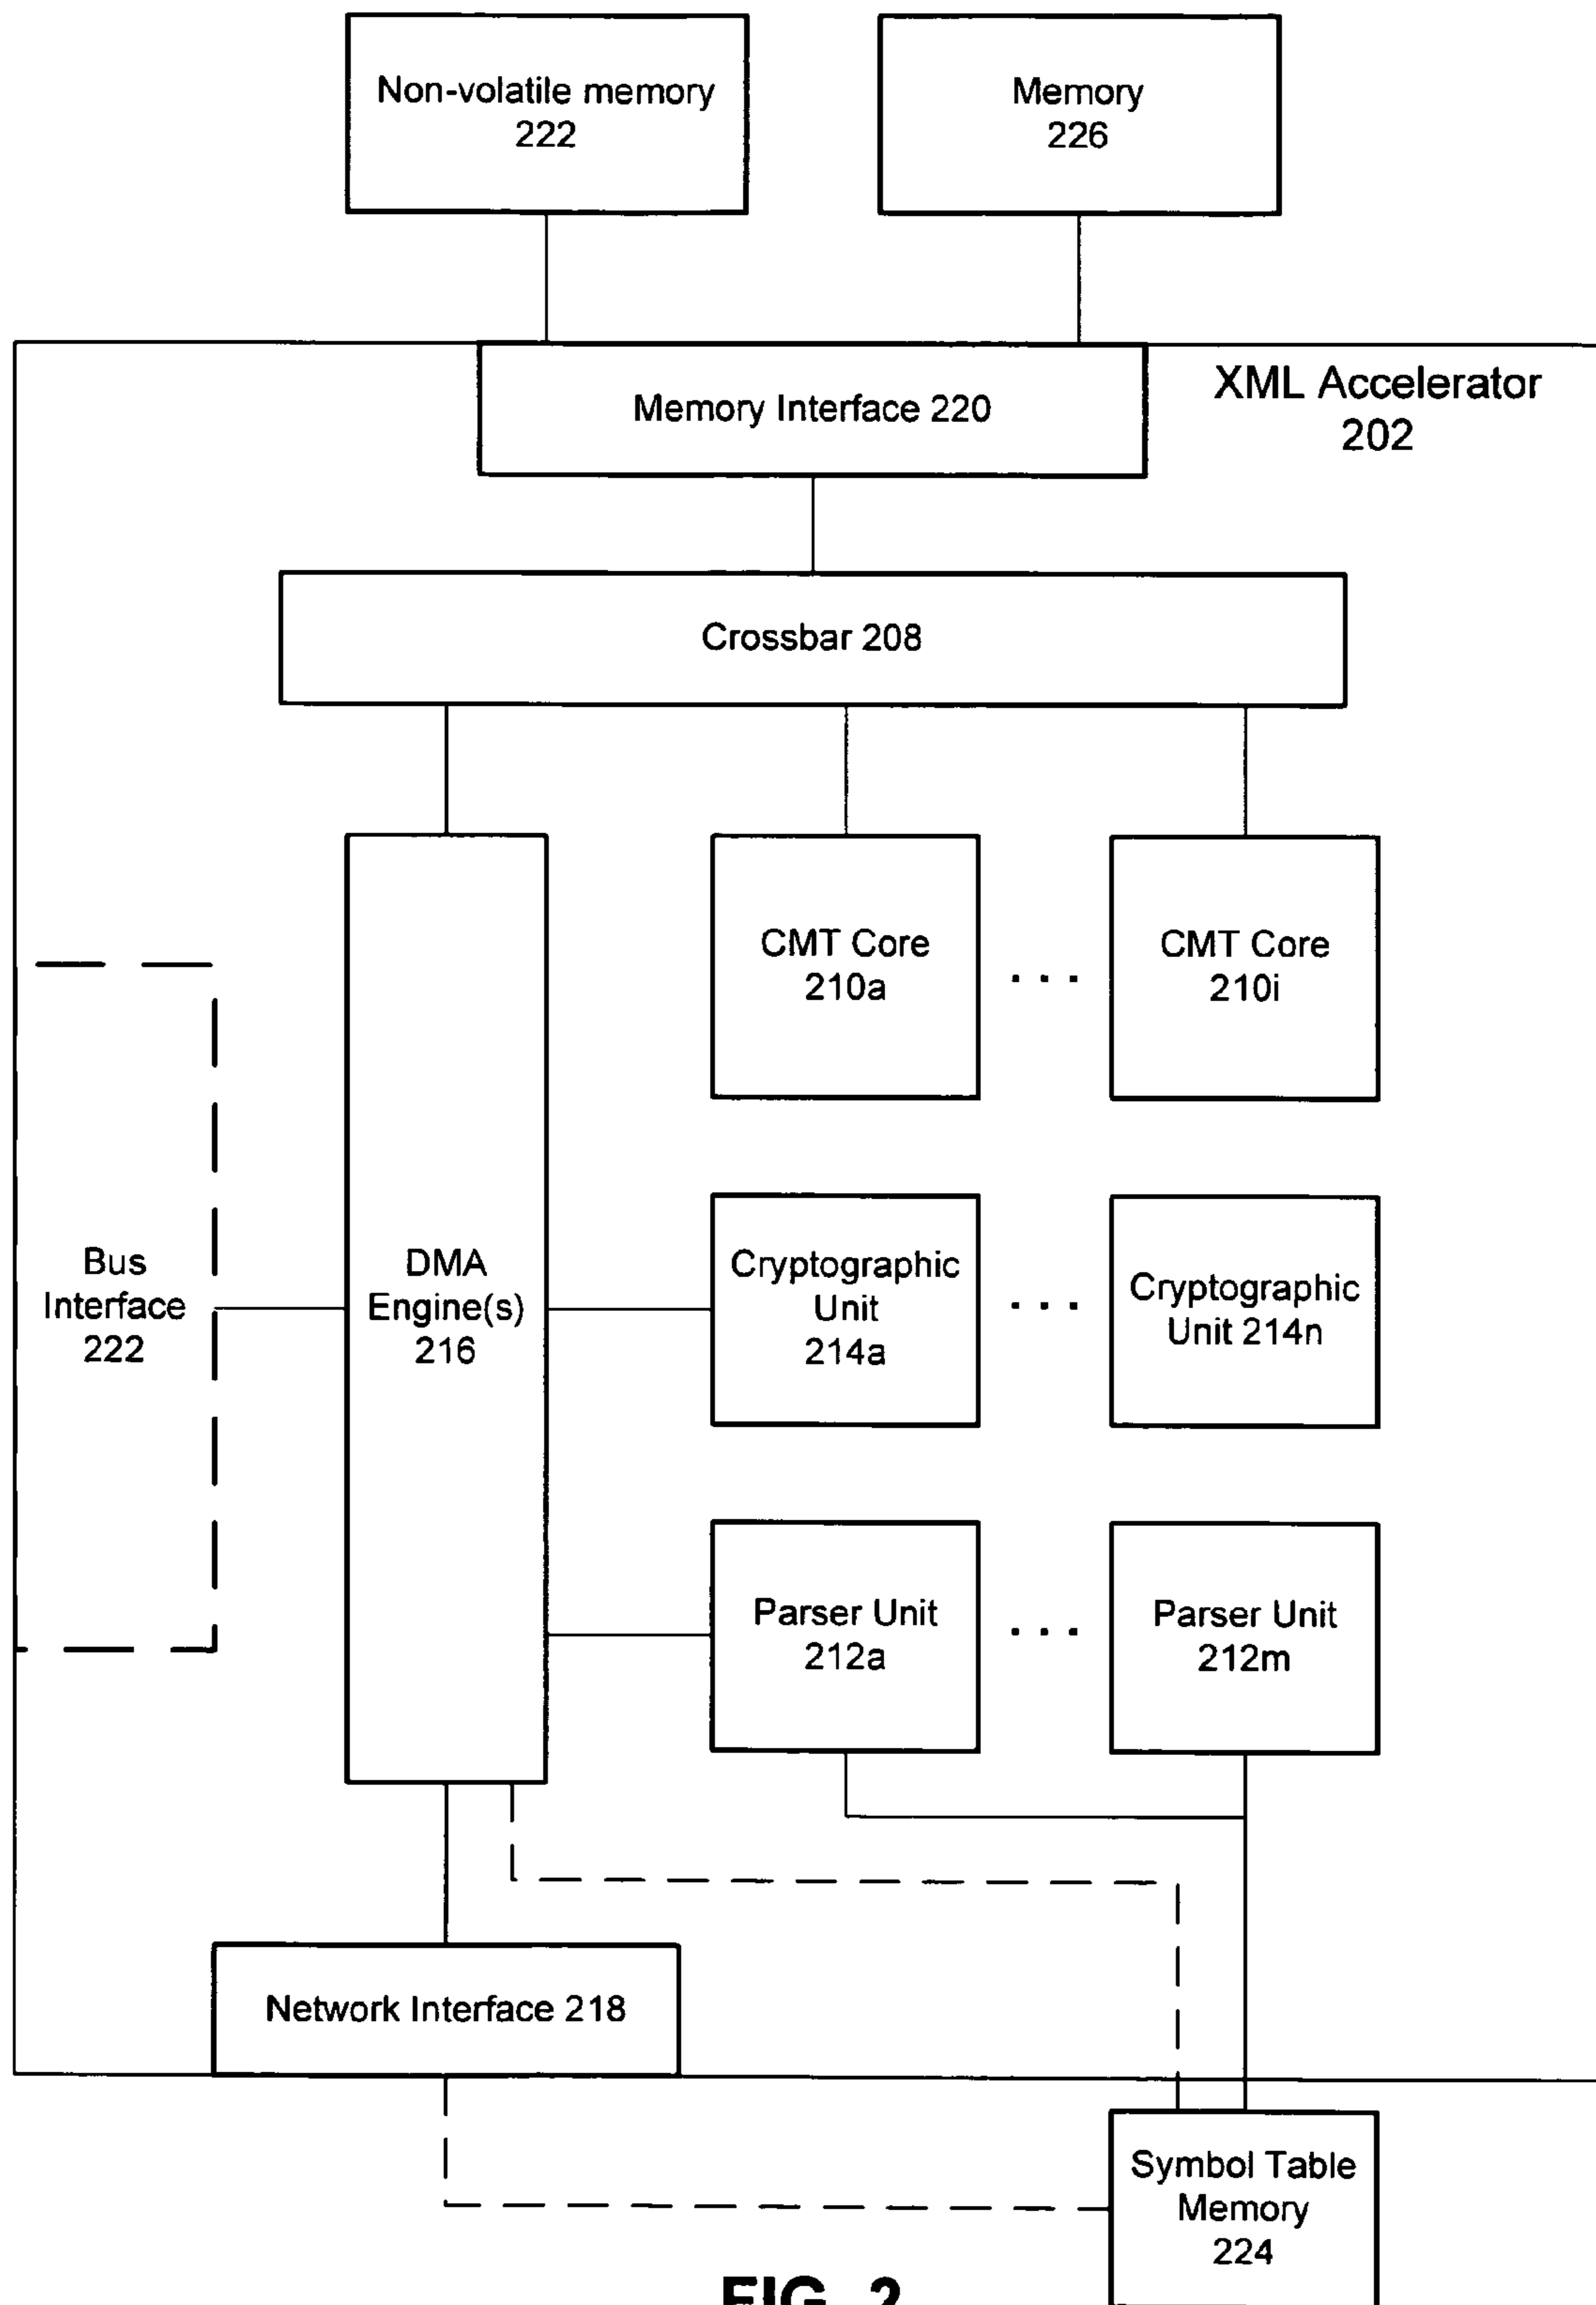 Non-volatile memory
222
Memory
226
XML Accelerator
202
Memory Interface 220
Crossbar 208
CMT Core
210a
. . .
CMT Core
210i
Bus
Interface
222
DMA
Engine(s)
216
Cryptographic
Unit
214a
. . .
Cryptographic
Unit 214n
Parser Unit
212a
. . .
Parser Unit
212m
Network Interface 218
Symbol Table
Memory
224
FIG. 2